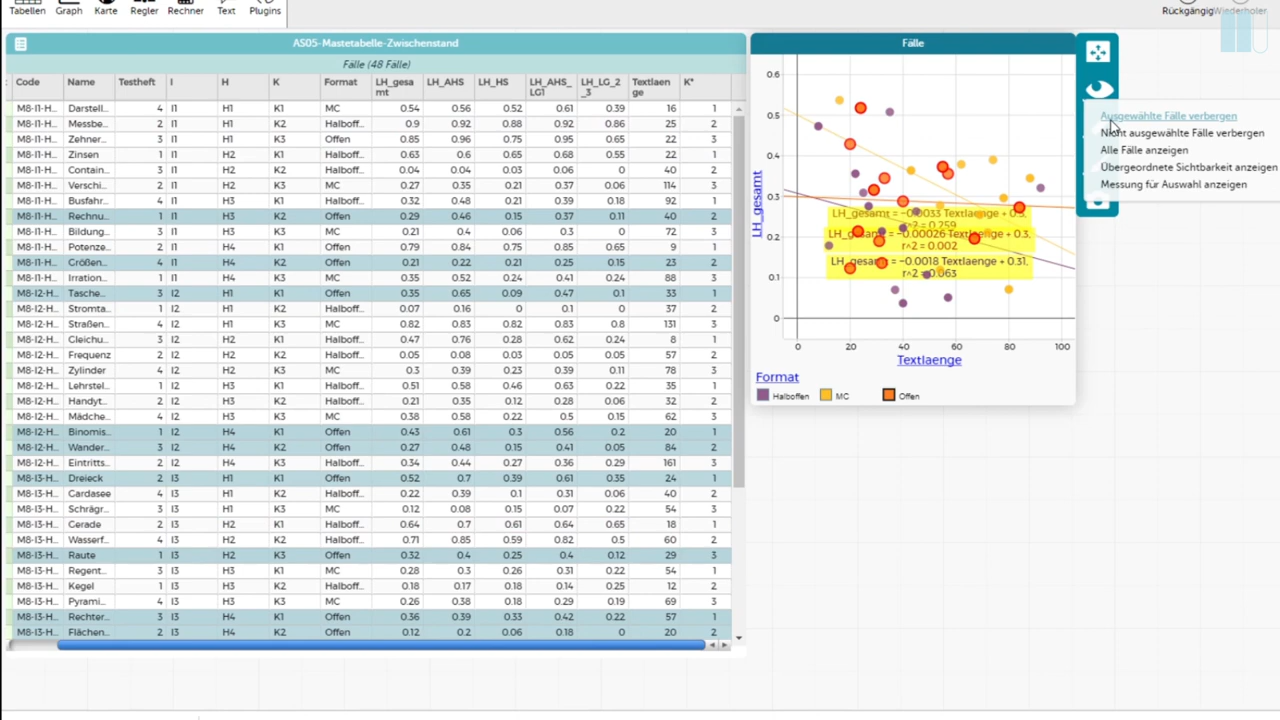 Tabellen Graph Karte Regler Rechner Text Plugins Rückgängig Wiederholen
AS05-Mastetabelle-Zwischenstand
Fälle (48 Fälle)
Code Name Testheft I H K Format LH_gesamt LH_AHS LH_HS LH_AHS_LG1 LH_LG_2_3 Textlaenge K*
M8-I1-H... Darstell... 4 I1 H1 K1 MC 0.54 0.56 0.52 0.61 0.39 16 1
M8-I1-H... Messbe... 2 I1 H1 K2 Halboff... 0.9 0.92 0.88 0.92 0.86 25 2
M8-I1-H... Zehner... 3 I1 H1 K3 Offen 0.85 0.96 0.75 0.95 0.65 22 3
M8-I1-H... Zinsen 1 I1 H2 K1 Halboff... 0.63 0.6 0.65 0.68 0.55 22 1
M8-I1-H... Contain... 3 I1 H2 K2 Halboff... 0.04 0.04 0.03 0.06 0 40 2
M8-I1-H... Verschi... 2 I1 H2 K3 MC 0.27 0.35 0.21 0.37 0.06 114 3
M8-I1-H... Busfahr... 4 I1 H3 K1 Halboff... 0.32 0.48 0.21 0.39 0.18 92 1
M8-I1-H... Rechnu... 1 I1 H3 K2 Offen 0.29 0.46 0.15 0.37 0.11 40 2
M8-I1-H... Bildung... 3 I1 H3 K3 MC 0.21 0.4 0.06 0.3 0 72 3
M8-I1-H... Potenze... 2 I1 H4 K1 Offen 0.79 0.84 0.75 0.85 0.65 9 1
M8-I1-H... Größen... 4 I1 H4 K2 Offen 0.21 0.22 0.21 0.25 0.15 23 2
M8-I1-H... Irration... 1 I1 H4 K3 MC 0.35 0.52 0.24 0.41 0.24 88 3
M8-I2-H... Tasche... 3 I2 H1 K1 Offen 0.35 0.65 0.09 0.47 0.1 33 1
M8-I2-H... Stromta... 1 I2 H1 K2 Halboff... 0.07 0.16 0 0.1 0 37 2
M8-I2-H... Straßen... 4 I2 H1 K3 MC 0.82 0.83 0.82 0.83 0.8 131 3
M8-I2-H... Gleichu... 3 I2 H2 K1 Halboff... 0.47 0.76 0.28 0.62 0.24 8 1
M8-I2-H... Frequenz 2 I2 H2 K2 Halboff... 0.05 0.08 0.03 0.05 0.05 57 2
M8-I2-H... Zylinder 4 I2 H2 K3 MC 0.3 0.39 0.23 0.39 0.11 78 3
M8-I2-H... Lehrstel... 1 I2 H3 K1 Halboff... 0.51 0.58 0.46 0.63 0.22 35 1
M8-I2-H... Handyt... 2 I2 H3 K2 Halboff... 0.21 0.35 0.12 0.28 0.06 32 2
M8-I2-H... Mädche... 4 I2 H3 K3 MC 0.38 0.58 0.22 0.5 0.15 62 3
M8-I2-H... Binomis... 1 I2 H4 K1 Offen 0.43 0.61 0.3 0.56 0.2 20 1
M8-I2-H... Wander... 3 I2 H4 K2 Offen 0.27 0.48 0.15 0.41 0.05 84 2
M8-I2-H... Eintritts... 2 I2 H4 K3 Halboff... 0.34 0.44 0.27 0.36 0.29 161 3
M8-I3-H... Dreieck 2 I3 H1 K1 Offen 0.52 0.7 0.39 0.61 0.35 24 1
M8-I3-H... Gardasee 4 I3 H1 K2 Halboff... 0.22 0.39 0.1 0.31 0.06 40 2
M8-I3-H... Schrägr... 3 I3 H1 K3 MC 0.12 0.08 0.15 0.07 0.22 54 3
M8-I3-H... Gerade 2 I3 H2 K1 Halboff... 0.64 0.7 0.61 0.64 0.65 18 1
M8-I3-H... Wasserf... 4 I3 H2 K2 Halboff... 0.71 0.85 0.59 0.82 0.5 60 2
M8-I3-H... Raute 1 I3 H2 K3 Offen 0.32 0.4 0.25 0.4 0.12 29 3
M8-I3-H... Regent... 3 I3 H3 K1 MC 0.28 0.3 0.26 0.31 0.22 54 1
M8-I3-H... Kegel 1 I3 H3 K2 Halboff... 0.18 0.17 0.18 0.14 0.25 12 2
M8-I3-H... Pyrami... 4 I3 H3 K3 MC 0.26 0.38 0.18 0.29 0.19 69 3
M8-I3-H... Rechter... 3 I3 H4 K1 Offen 0.36 0.39 0.33 0.42 0.22 57 1
M8-I3-H... Flächen... 2 I3 H4 K2 Offen 0.12 0.2 0.06 0.18 0 20 2
Fälle
0.6
0.4
0.2
0.1
0
LH_gesamt
LH_gesamt = −0.0033 Textlaenge + 0.5,
r^2 = 0.259
LH_gesamt = −0.00026 Textlaenge + 0.3,
r^2 = 0.002
LH_gesamt = −0.0018 Textlaenge + 0.31,
r^2 = 0.063
0 20 40 60 80 100
Textlaenge
Format
Halboffen MC Offen
Ausgewählte Fälle verbergen
Nicht ausgewählte Fälle verbergen
Alle Fälle anzeigen
Übergeordnete Sichtbarkeit anzeigen
Messung für Auswahl anzeigen